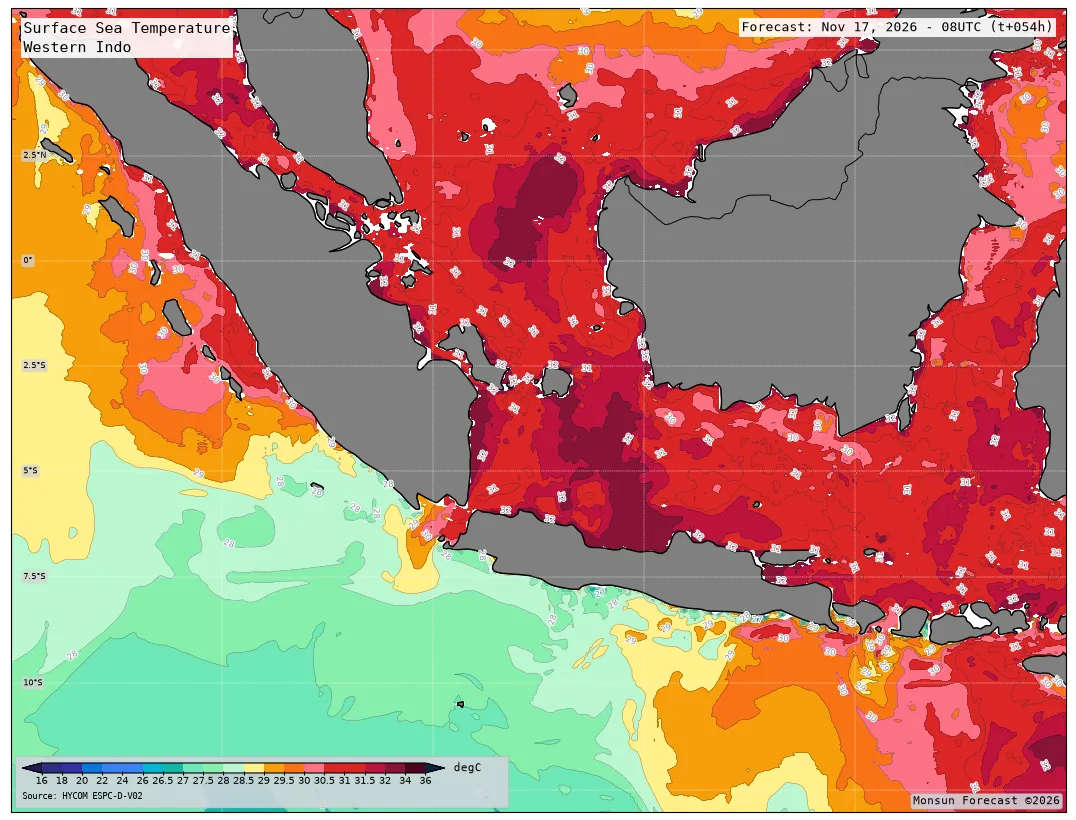 Surface Sea Temperature
Western Indo
Forecast: Nov 17, 2026 - 08UTC (t+054h)
2.5°N
0°
2.5°S
5°S
7.5°S
10°S
16 18 20 22 24 26 26.5 27 27.5 28 28.5 29 29.5 30 30.5 31 31.5 32 34 36 degC
Source: HYCOM ESPC-D-V02
Monsun Forecast ©2026